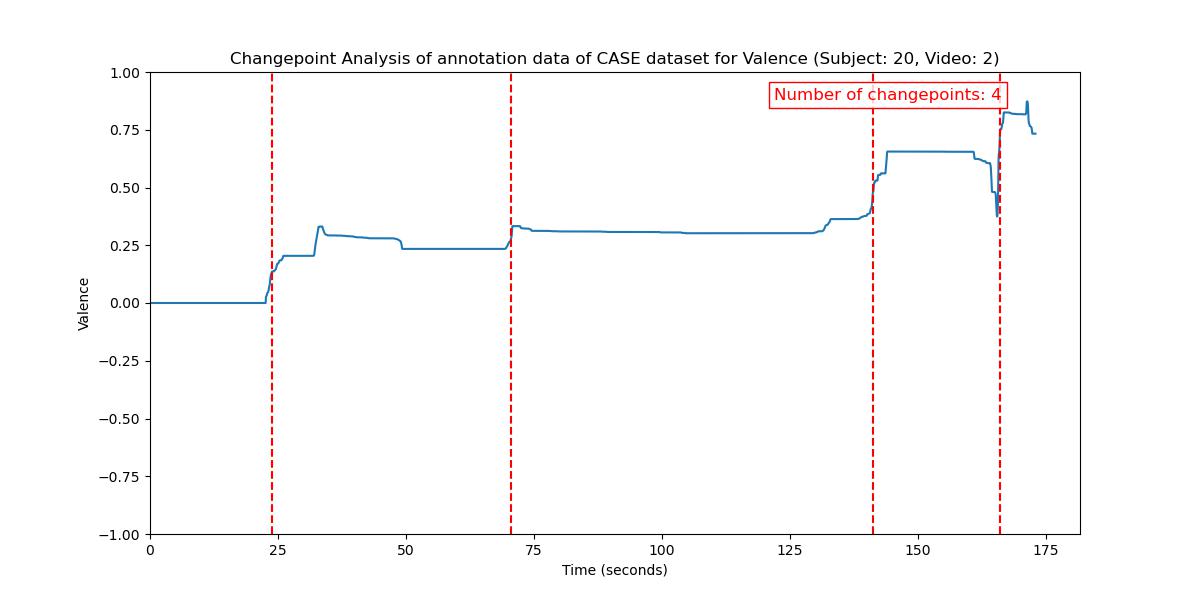 Changepoint Analysis of annotation data of CASE dataset for Valence (Subject: 20, Video: 2)
Number of changepoints: 4
1.00
0.75
0.50
0.25
0.00
−0.25
−0.50
−0.75
−1.00
Valence
0 25 50 75 100 125 150 175
Time (seconds)